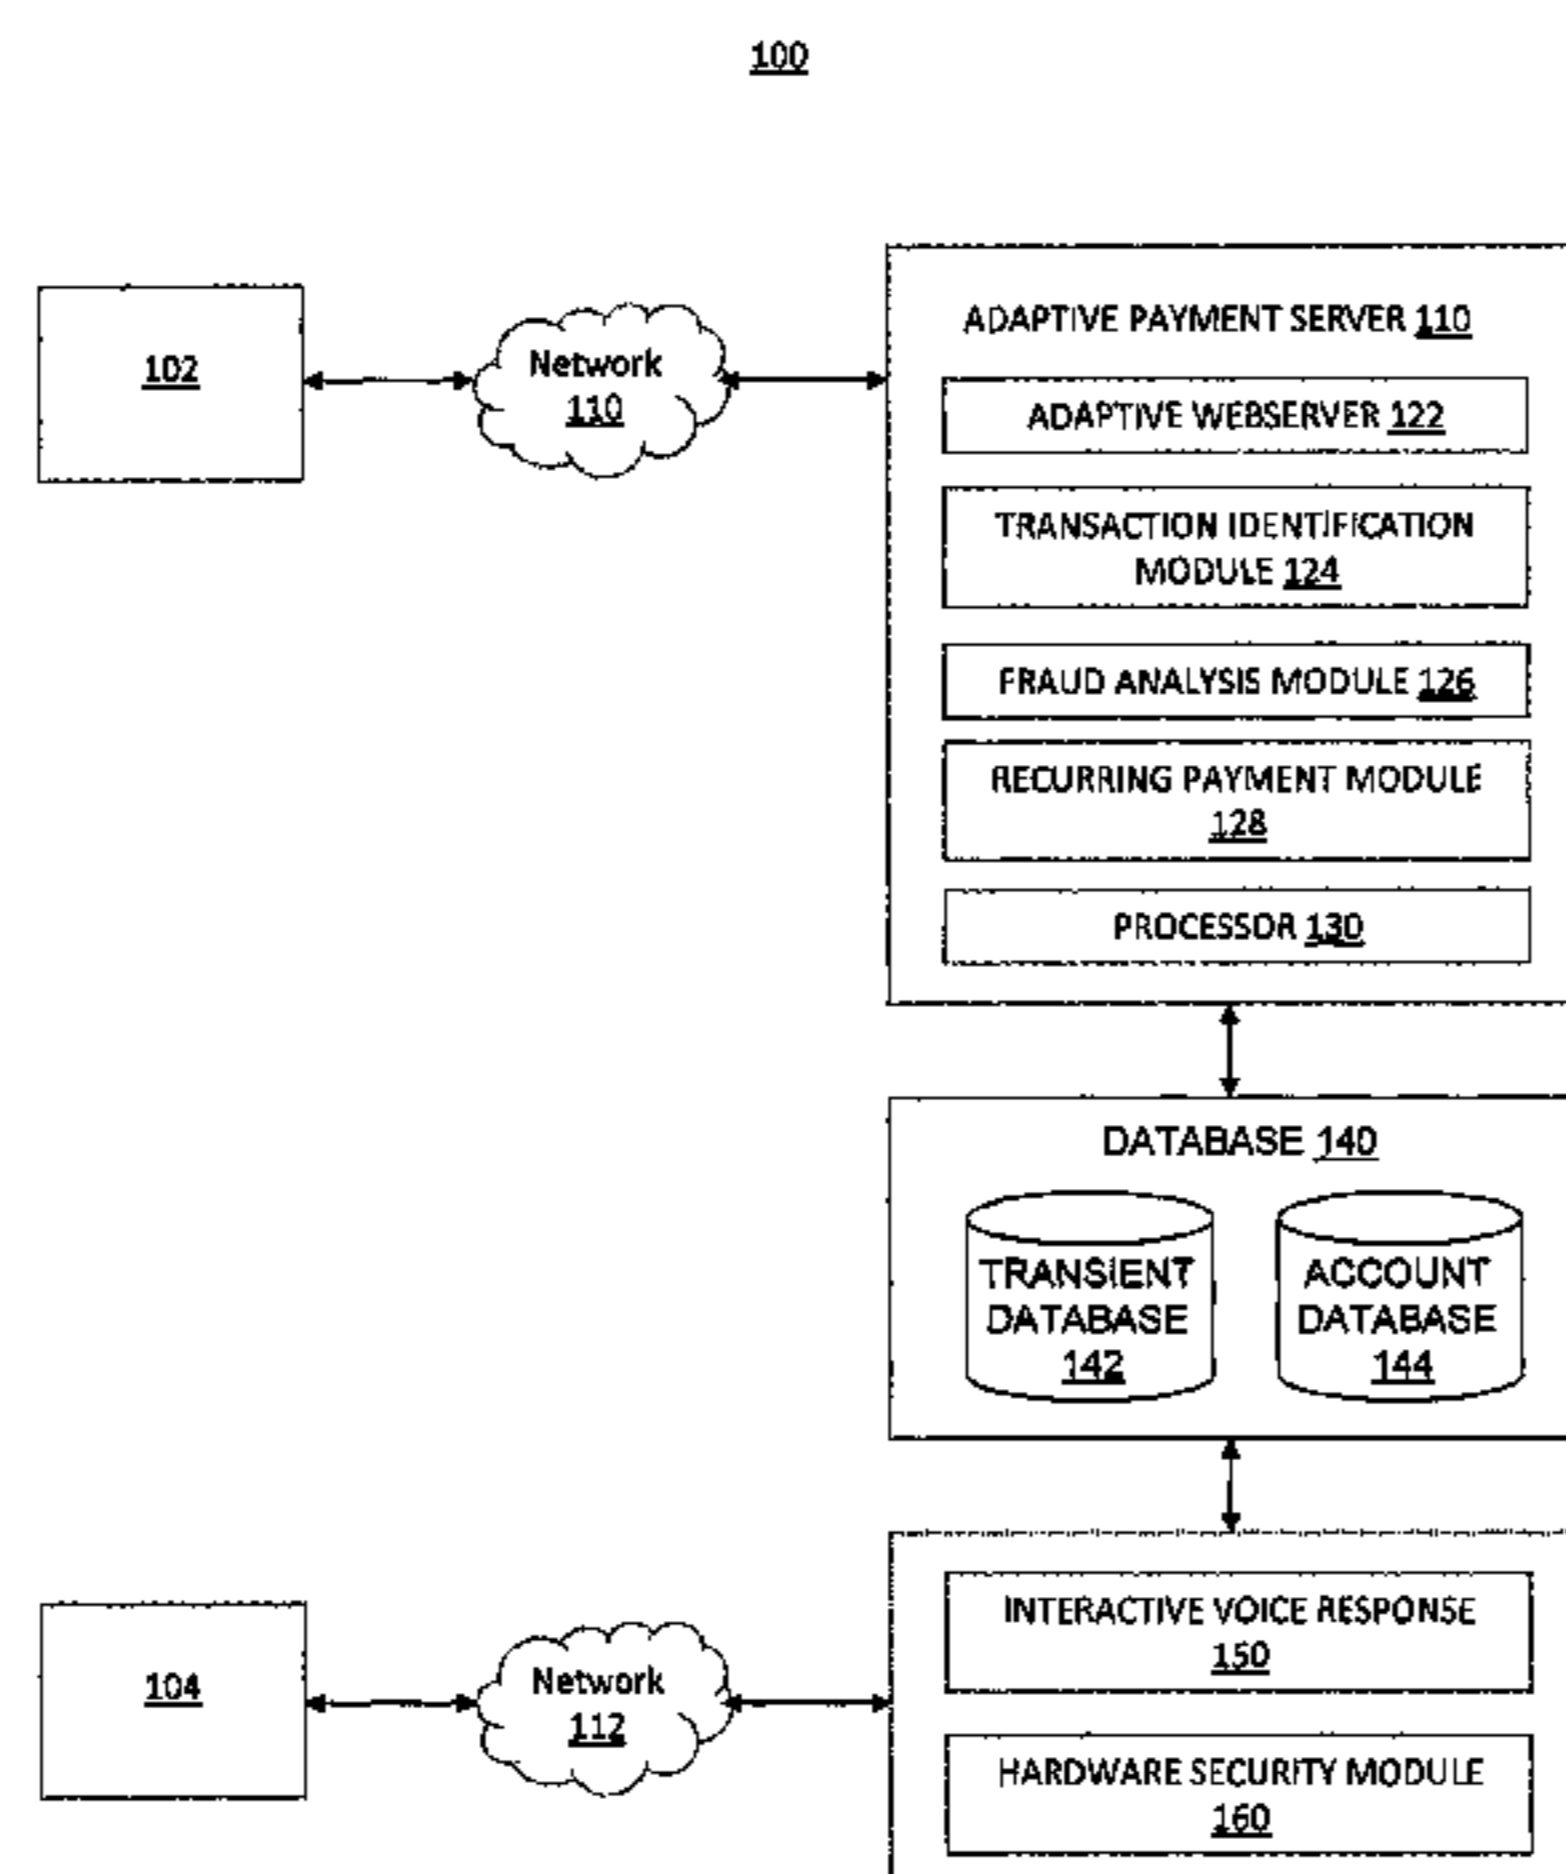 100
102
Network
110
ADAPTIVE PAYMENT SERVER 110
ADAPTIVE WEBSERVER 122
TRANSACTION IDENTIFICATION
MODULE 124
FRAUD ANALYSIS MODULE 126
RECURRING PAYMENT MODULE
128
PROCESSOR 130
DATABASE 140
TRANSIENT
DATABASE
142
ACCOUNT
DATABASE
144
104
Network
112
INTERACTIVE VOICE RESPONSE
150
HARDWARE SECURITY MODULE
160